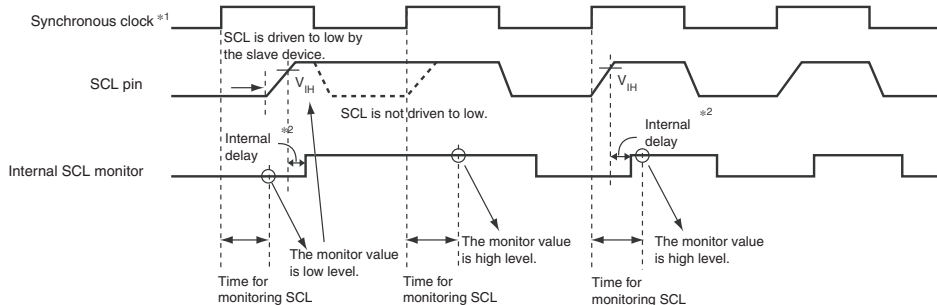 Synchronous clock *1
SCL is driven to low by
the slave device.
SCL pin
VIH
SCL is not driven to low.
VIH
*2
Internal
delay
*2
Internal
delay
Internal SCL monitor
The monitor value
is low level.
The monitor value
is high level.
The monitor value
is high level.
Time for
monitoring SCL
Time for
monitoring SCL
Time for
monitoring SCL